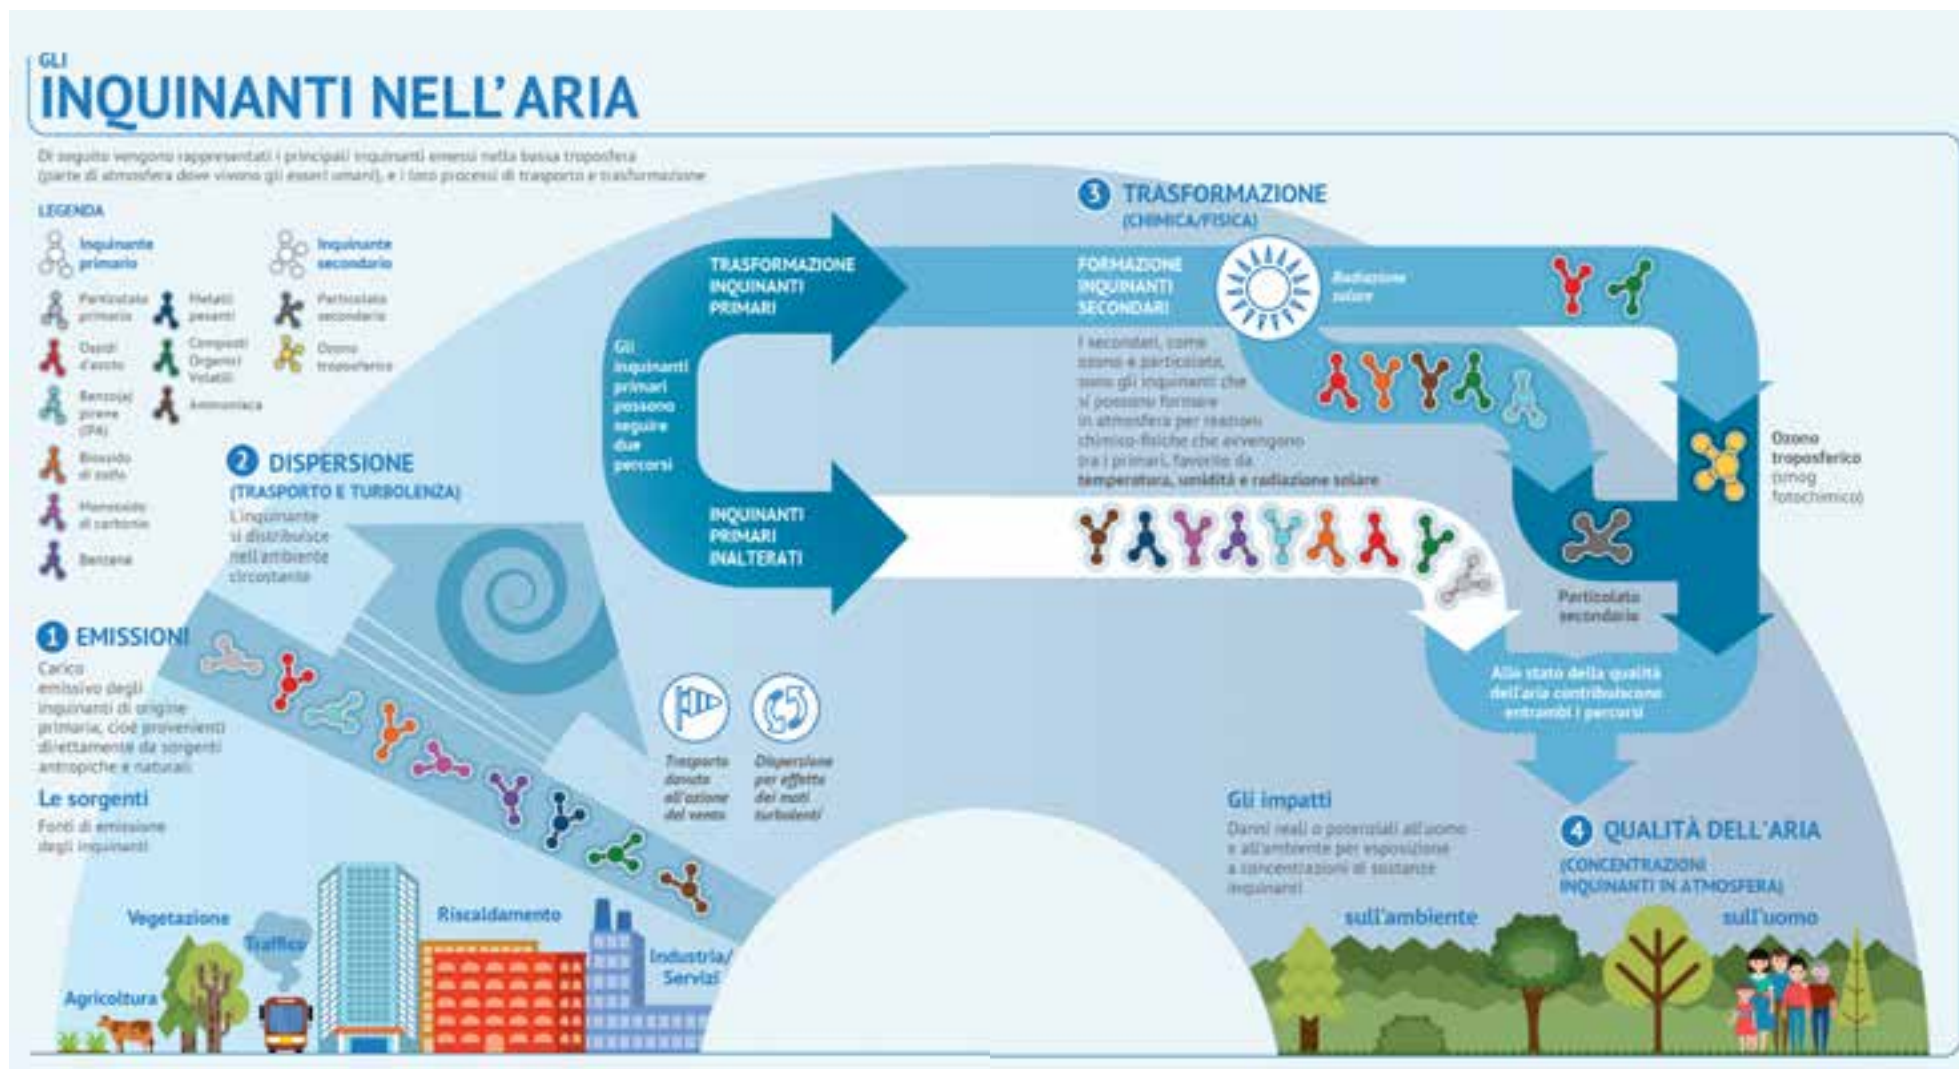 GLI
INQUINANTI NELL'ARIA
Di seguito vengono rappresentati i principali inquinanti emessi nella bassa troposfera
(parte di atmosfera dove vivono gli esseri umani), e i loro processi di trasporto e trasformazione
LEGENDA
Inquinante
primario
Inquinante
secondario
Particolato
primario
Metalli
pesanti
Particolato
secondario
Ossidi
d'azoto
Composti
Organici
Volatili
Ozono
troposferico
Benzo(a)
pirene
(IPA)
Ammoniaca
Biossido
di zolfo
Monossido
di carbonio
Benzene
1 EMISSIONI
Carico
emissivo degli
inquinanti di origine
primaria, cioè provenienti
direttamente da sorgenti
antropiche e naturali
Le sorgenti
Fonti di emissione
degli inquinanti
Vegetazione
Traffico
Agricoltura
Riscaldamento
Industria/
Servizi
2 DISPERSIONE
(TRASPORTO E TURBOLENZA)
L'inquinante
si distribuisce
nell'ambiente
circostante
Trasporto
dovuto
all'azione
del vento
Dispersione
per effetto
dei moti
turbolenti
Gli
inquinanti
primari
possono
seguire
due
percorsi
TRASFORMAZIONE
INQUINANTI
PRIMARI
INQUINANTI
PRIMARI
INALTERATI
3 TRASFORMAZIONE
(CHIMICA/FISICA)
FORMAZIONE
INQUINANTI
SECONDARI
Radiazione
solare
I secondari, come
ozono e particolato,
sono gli inquinanti che
si possono formare
in atmosfera per reazioni
chimico-fisiche che avvengono
tra i primari, favorite da
temperatura, umidità e radiazione solare
Ozono
troposferico
(smog
fotochimico)
Particolato
secondario
Allo stato della qualità
dell'aria contribuiscono
entrambi i percorsi
4 QUALITÀ DELL'ARIA
(CONCENTRAZIONI
INQUINANTI IN ATMOSFERA)
Gli impatti
Danni reali o potenziali all'uomo
e all'ambiente per esposizione
a concentrazioni di sostanze
inquinanti
sull'ambiente
sull'uomo